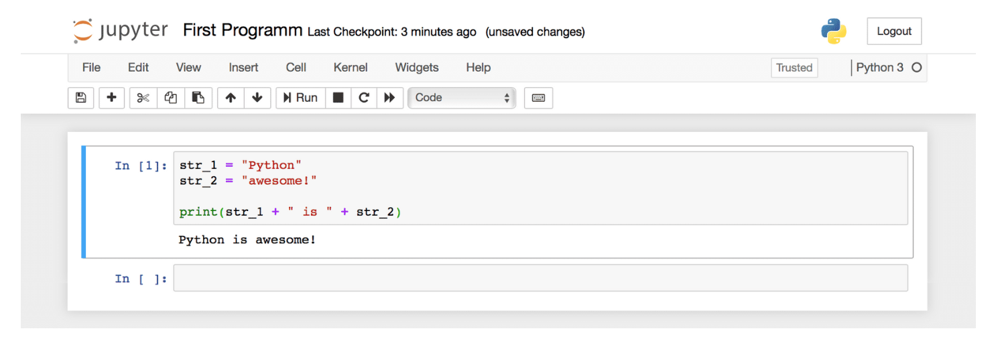 jupyter First Programm Last Checkpoint: 3 minutes ago (unsaved changes) Logout
File Edit View Insert Cell Kernel Widgets Help Trusted Python 3
Run Code
In [1]: str_1 = "Python"
str_2 = "awesome!"
print(str_1 + " is " + str_2)
Python is awesome!
In [ ]: